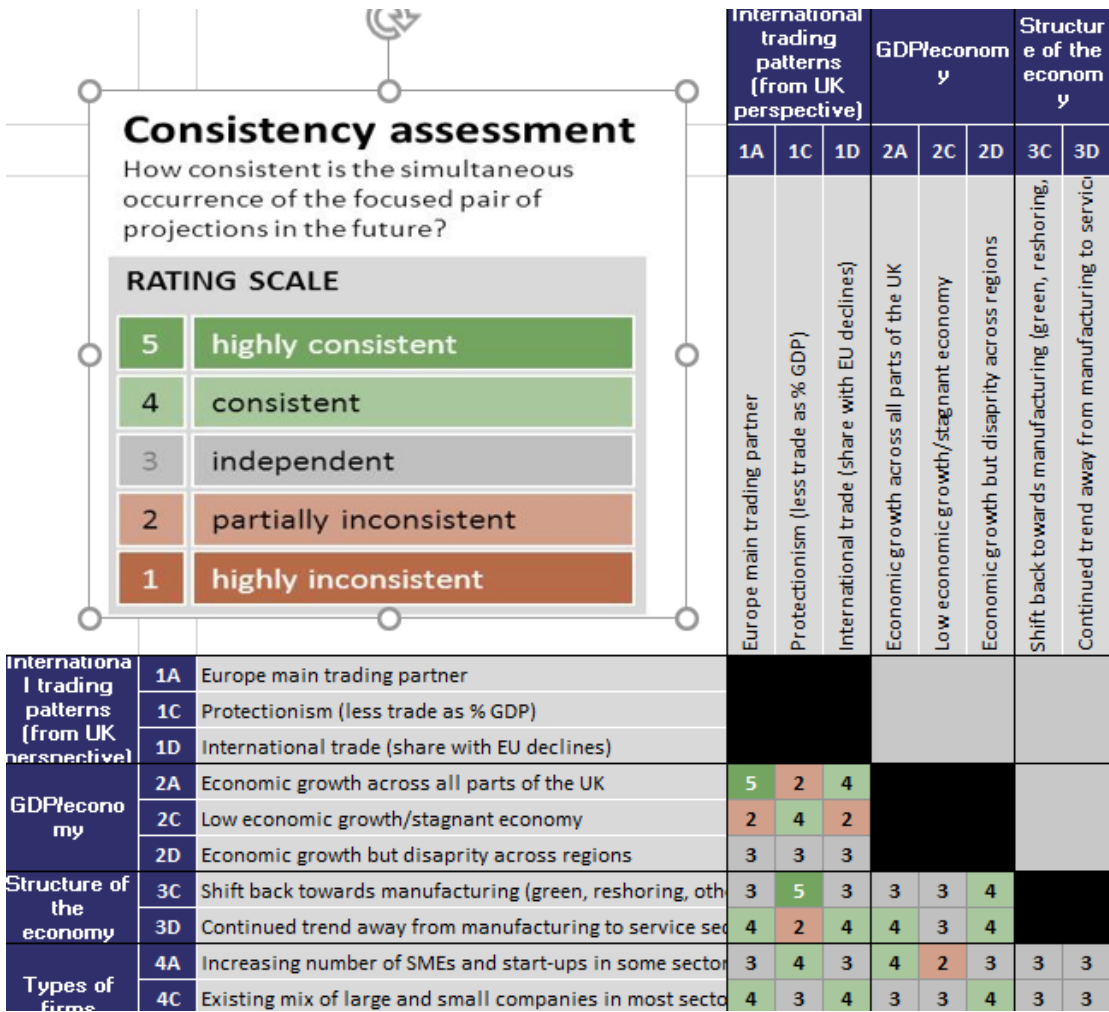 International
trading
patterns
(from UK
perspective)
GDP/econom
y
Structur
e of the
econom
y
1A 1C 1D 2A 2C 2D 3C 3D
Europe main trading partner
Protectionism (less trade as % GDP)
International trade (share with EU declines)
Economic growth across all parts of the UK
Low economic growth/stagnant economy
Economic growth but disaprity across regions
Shift back towards manufacturing (green, reshoring,
Continued trend away from manufacturing to servic
Consistency assessment
How consistent is the simultaneous
occurrence of the focused pair of
projections in the future?
RATING SCALE
5 highly consistent
4 consistent
3 independent
2 partially inconsistent
1 highly inconsistent
Internationa
l trading
patterns
(from UK
perspective)
1A Europe main trading partner
1C Protectionism (less trade as % GDP)
1D International trade (share with EU declines)
GDP/econo
my
2A Economic growth across all parts of the UK 5 2 4
2C Low economic growth/stagnant economy 2 4 2
2D Economic growth but disaprity across regions 3 3 3
Structure of
the
economy
3C Shift back towards manufacturing (green, reshoring, oth 3 5 3 3 3 4
3D Continued trend away from manufacturing to service sec 4 2 4 4 3 4
Types of
firms
4A Increasing number of SMEs and start-ups in some sector 3 4 3 4 2 3 3 3
4C Existing mix of large and small companies in most secto 4 3 4 3 3 4 3 3